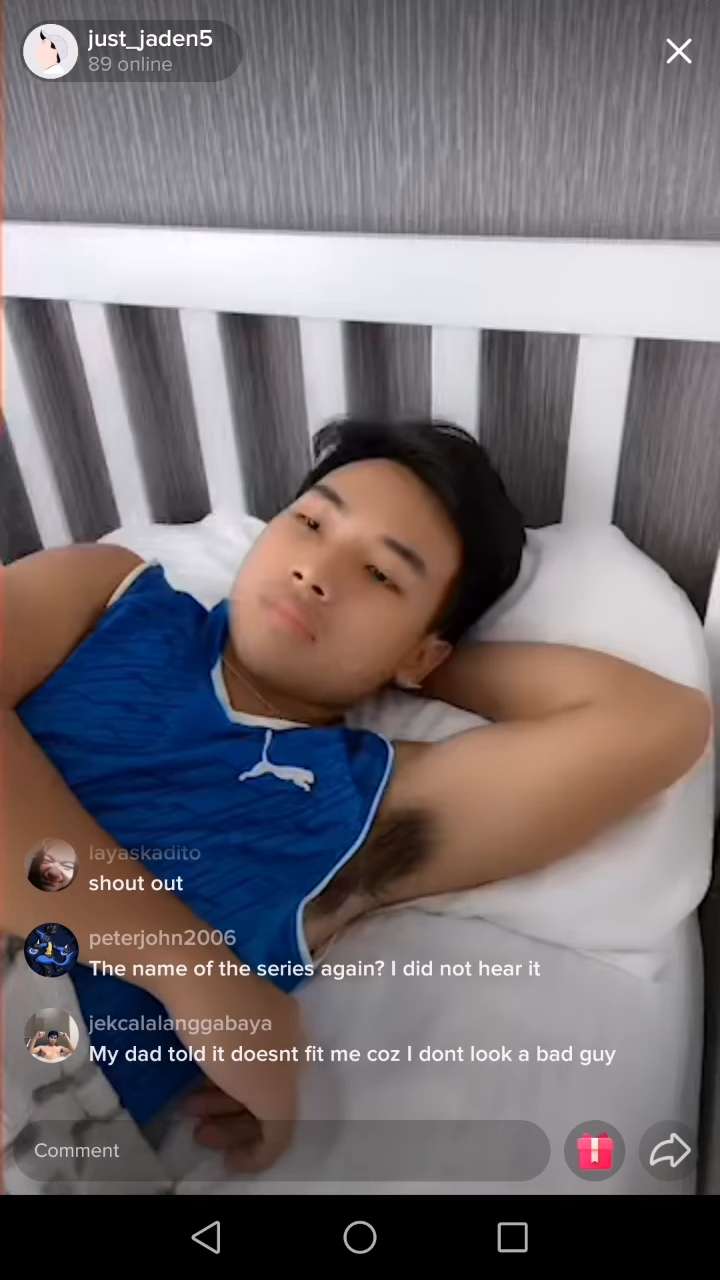 just_jaden5
89 online
layaskadito
shout out
peterjohn2006
The name of the series again? I did not hear it
jekcalalanggabaya
My dad told it doesnt fit me coz I dont look a bad guy
Comment